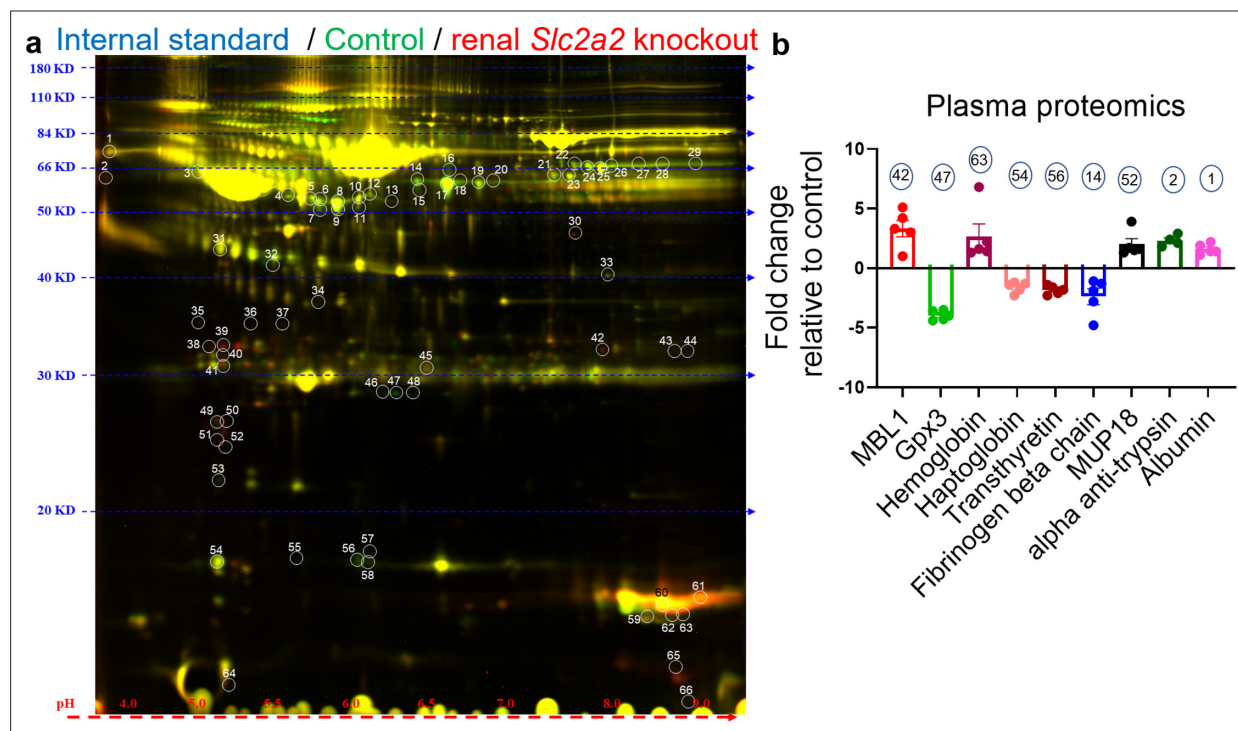 a Internal standard / Control / renal Slc2a2 knockout
180 KD
110 KD
84 KD
66 KD
50 KD
40 KD
30 KD
20 KD
1
2
3
4
5
6
7
8
9
10
11
12
13
14
15
16
17
18
19
20
21
22
23
24
25
26
27
28
29
30
31
32
33
34
35
36
37
38
39
40
41
42
43
44
45
46
47
48
49
50
51
52
53
54
55
56
57
58
59
60
61
62
63
64
65
66
pH 4.0 5.0 5.5 6.0 6.5 7.0 8.0 9.0
b
Plasma proteomics
Fold change
relative to control
10
5
0
-5
-10
42 47 63 54 56 14 52 2 1
MBL1
Gpx3
Hemoglobin
Haptoglobin
Transthyretin
Fibrinogen beta chain
MUP18
alpha anti-trypsin
Albumin